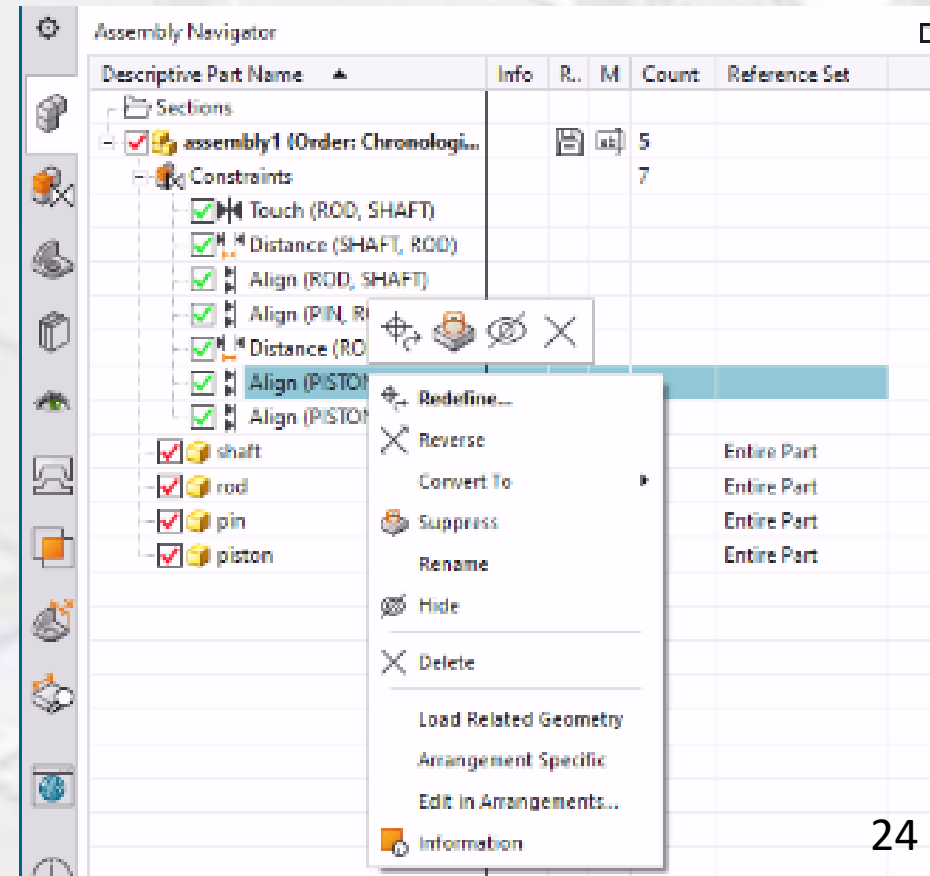 Assembly Navigator
Descriptive Part Name Info R.. M Count Reference Set
Sections
assembly1 (Order: Chronologi... 5
Constraints 7
Touch (ROD, SHAFT)
Distance (SHAFT, ROD)
Align (ROD, SHAFT)
Align (PIN, R
Distance (RO
Align (PISTON
Align (PISTON
shaft Entire Part
rod Entire Part
pin Entire Part
piston Entire Part
Redefine...
Reverse
Convert To
Suppress
Rename
Hide
Delete
Load Related Geometry
Arrangement Specific
Edit in Arrangements...
Information
24